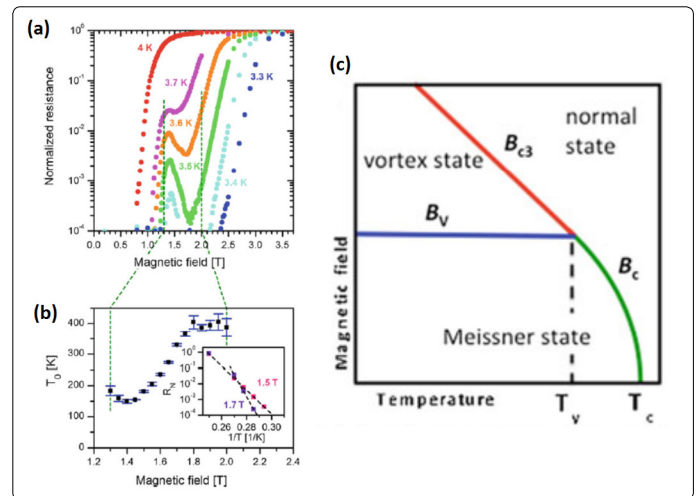 (a)
Normalized resistance
10⁰
10⁻¹
10⁻²
10⁻³
10⁻⁴
4 K
3.7 K
3.6 K
3.5 K
3.4 K
3.3 K
0.0 0.5 1.0 1.5 2.0 2.5 3.0 3.5
Magnetic field [T]
(b)
T₀ [K]
400
300
200
100
0
R_N
10⁰
10⁻¹
10⁻²
10⁻³
10⁻⁴
1.5 T
1.7 T
0.26 0.28 0.30
1/T [1/K]
1.2 1.4 1.6 1.8 2.0 2.2 2.4
Magnetic field [T]
(c)
normal
state
B_c3
vortex state
B_V
B_c
Meissner state
Magnetic field
Temperature
T_v
T_c